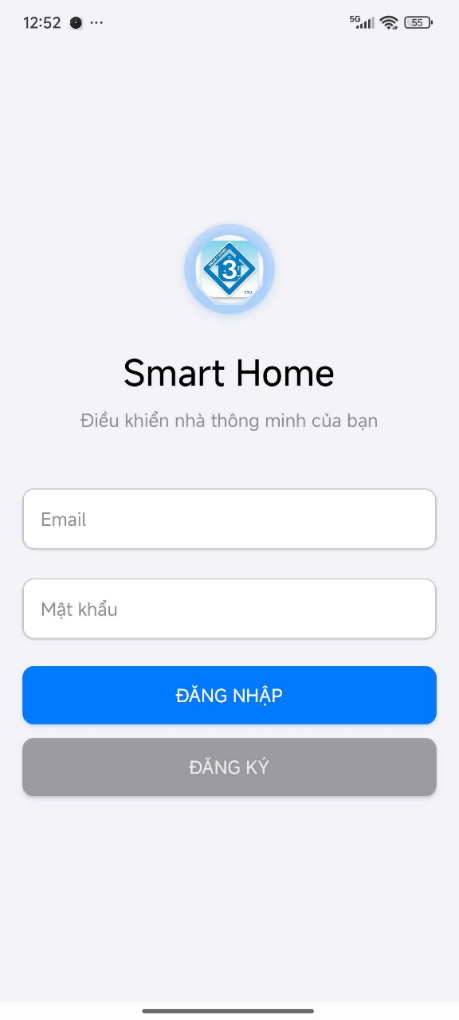 12:52
5G
55
3
Smart Home
Điều khiển nhà thông minh của bạn
Email
Mật khẩu
ĐĂNG NHẬP
ĐĂNG KÝ